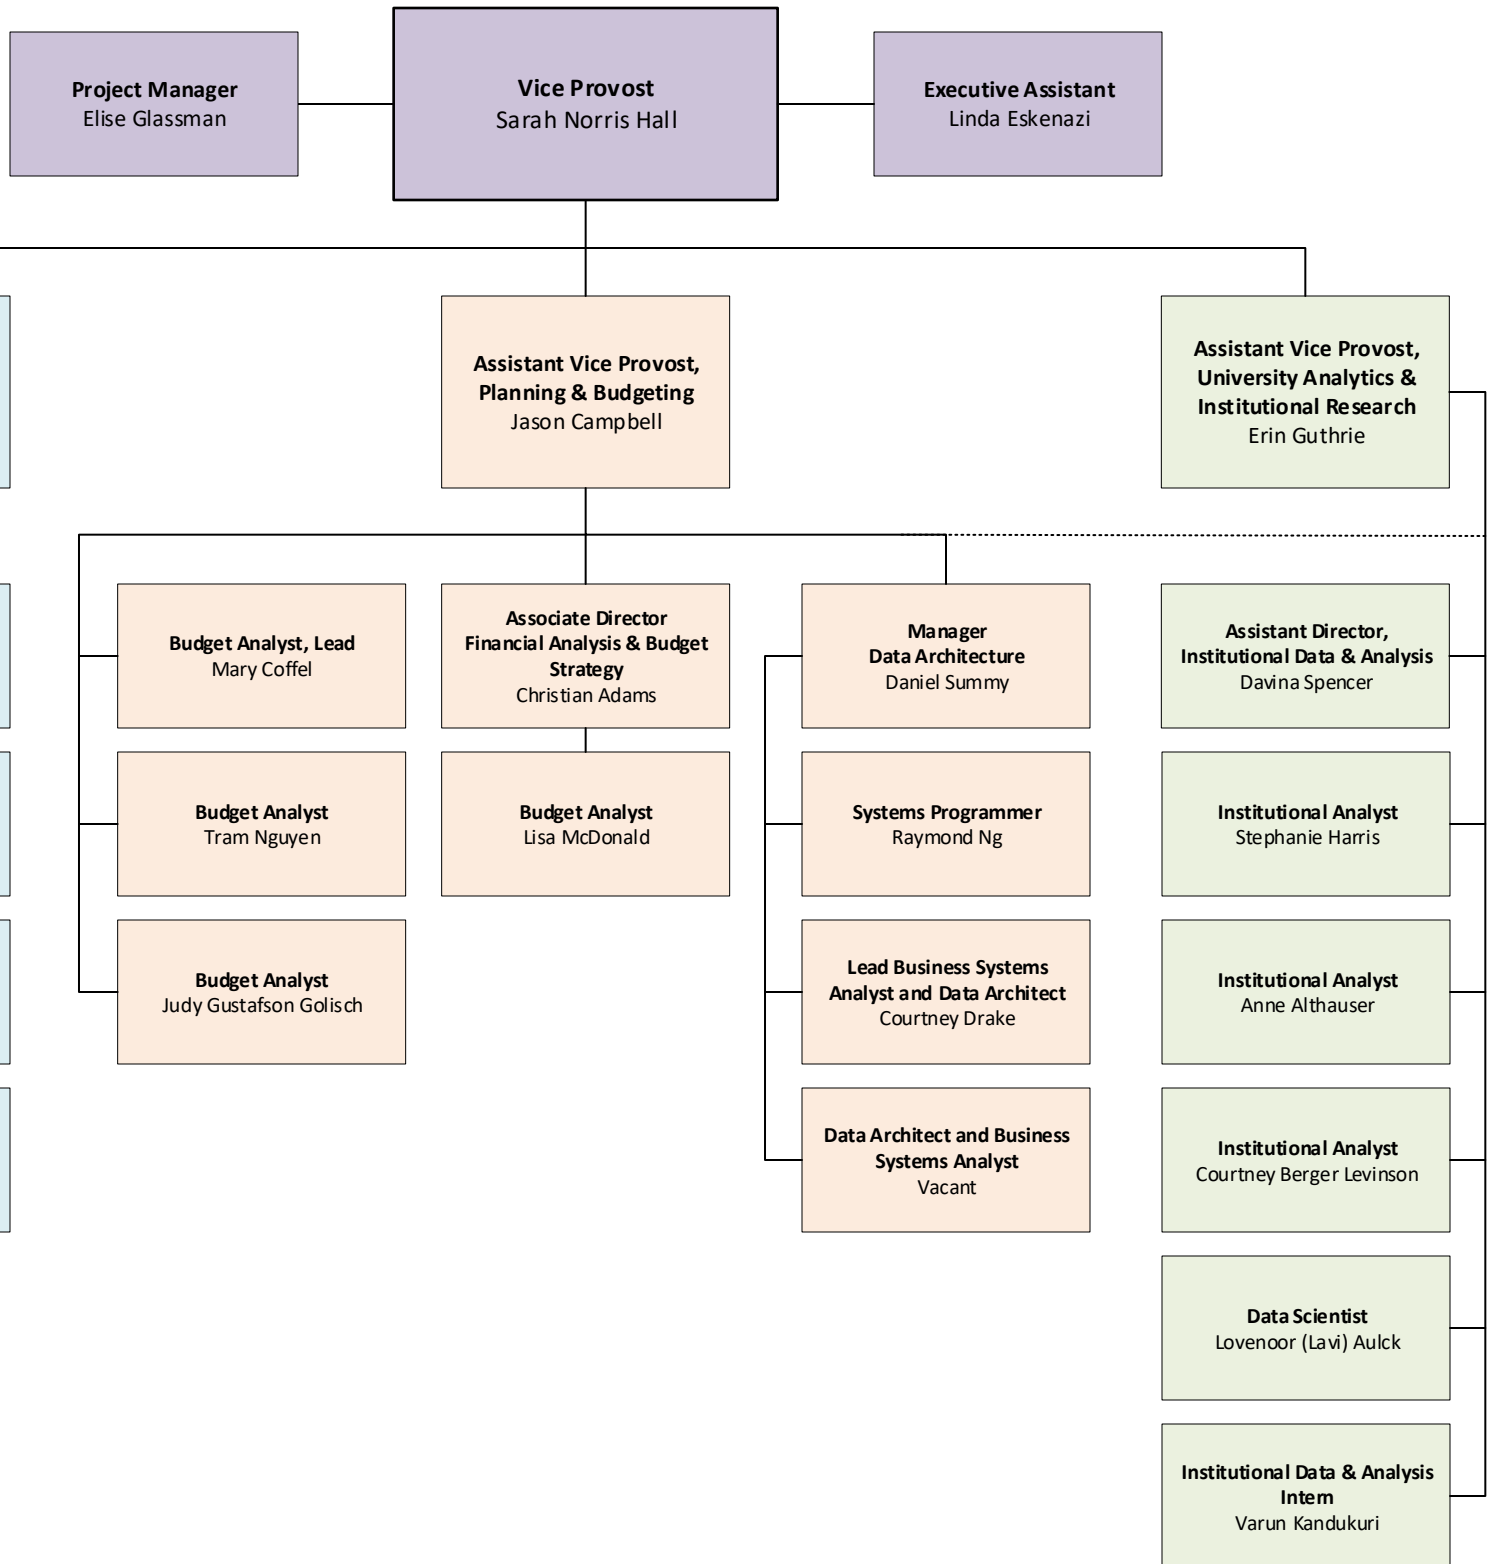 Project Manager
Elise Glassman
Vice Provost
Sarah Norris Hall
Executive Assistant
Linda Eskenazi
Assistant Vice Provost,
Planning & Budgeting
Jason Campbell
Assistant Vice Provost,
University Analytics &
Institutional Research
Erin Guthrie
Budget Analyst, Lead
Mary Coffel
Budget Analyst
Tram Nguyen
Budget Analyst
Judy Gustafson Golisch
Associate Director
Financial Analysis & Budget
Strategy
Christian Adams
Budget Analyst
Lisa McDonald
Manager
Data Architecture
Daniel Summy
Systems Programmer
Raymond Ng
Lead Business Systems
Analyst and Data Architect
Courtney Drake
Data Architect and Business
Systems Analyst
Vacant
Assistant Director,
Institutional Data & Analysis
Davina Spencer
Institutional Analyst
Stephanie Harris
Institutional Analyst
Anne Althauser
Institutional Analyst
Courtney Berger Levinson
Data Scientist
Lovenoor (Lavi) Aulck
Institutional Data & Analysis
Intern
Varun Kandukuri